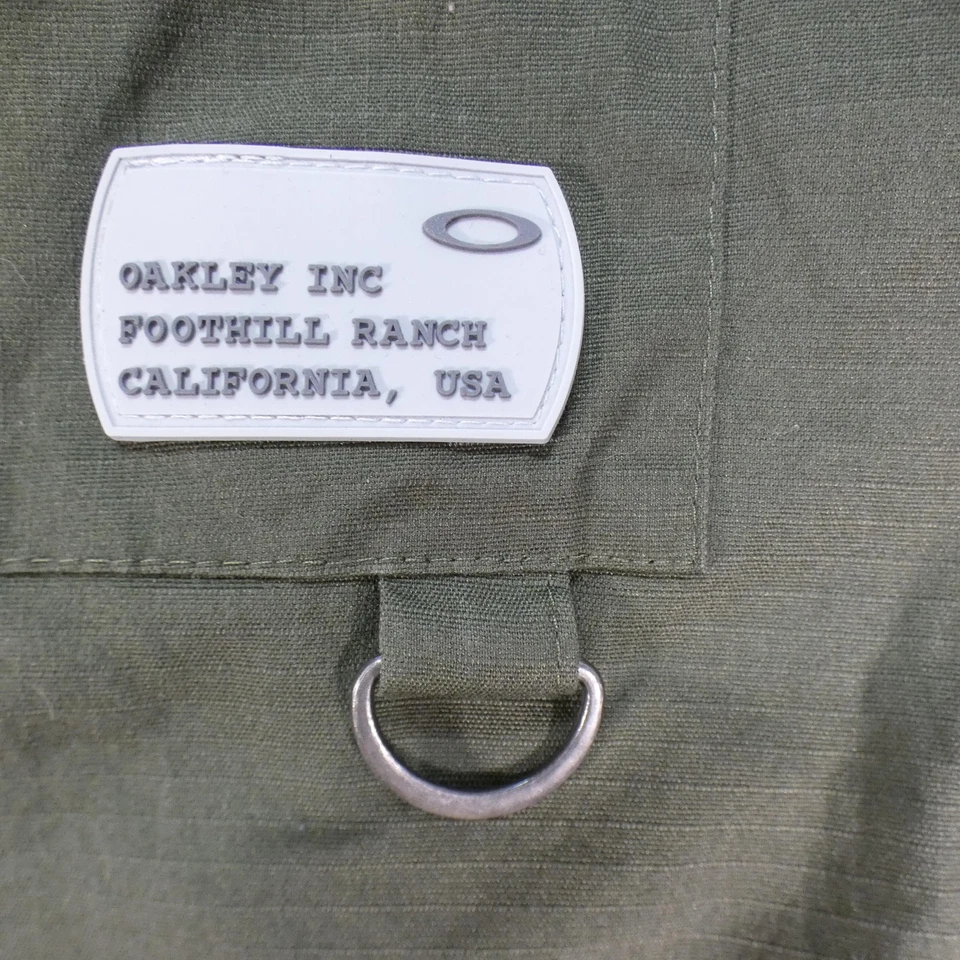 OAKLEY INC
FOOTHILL RANCH
CALIFORNIA, USA